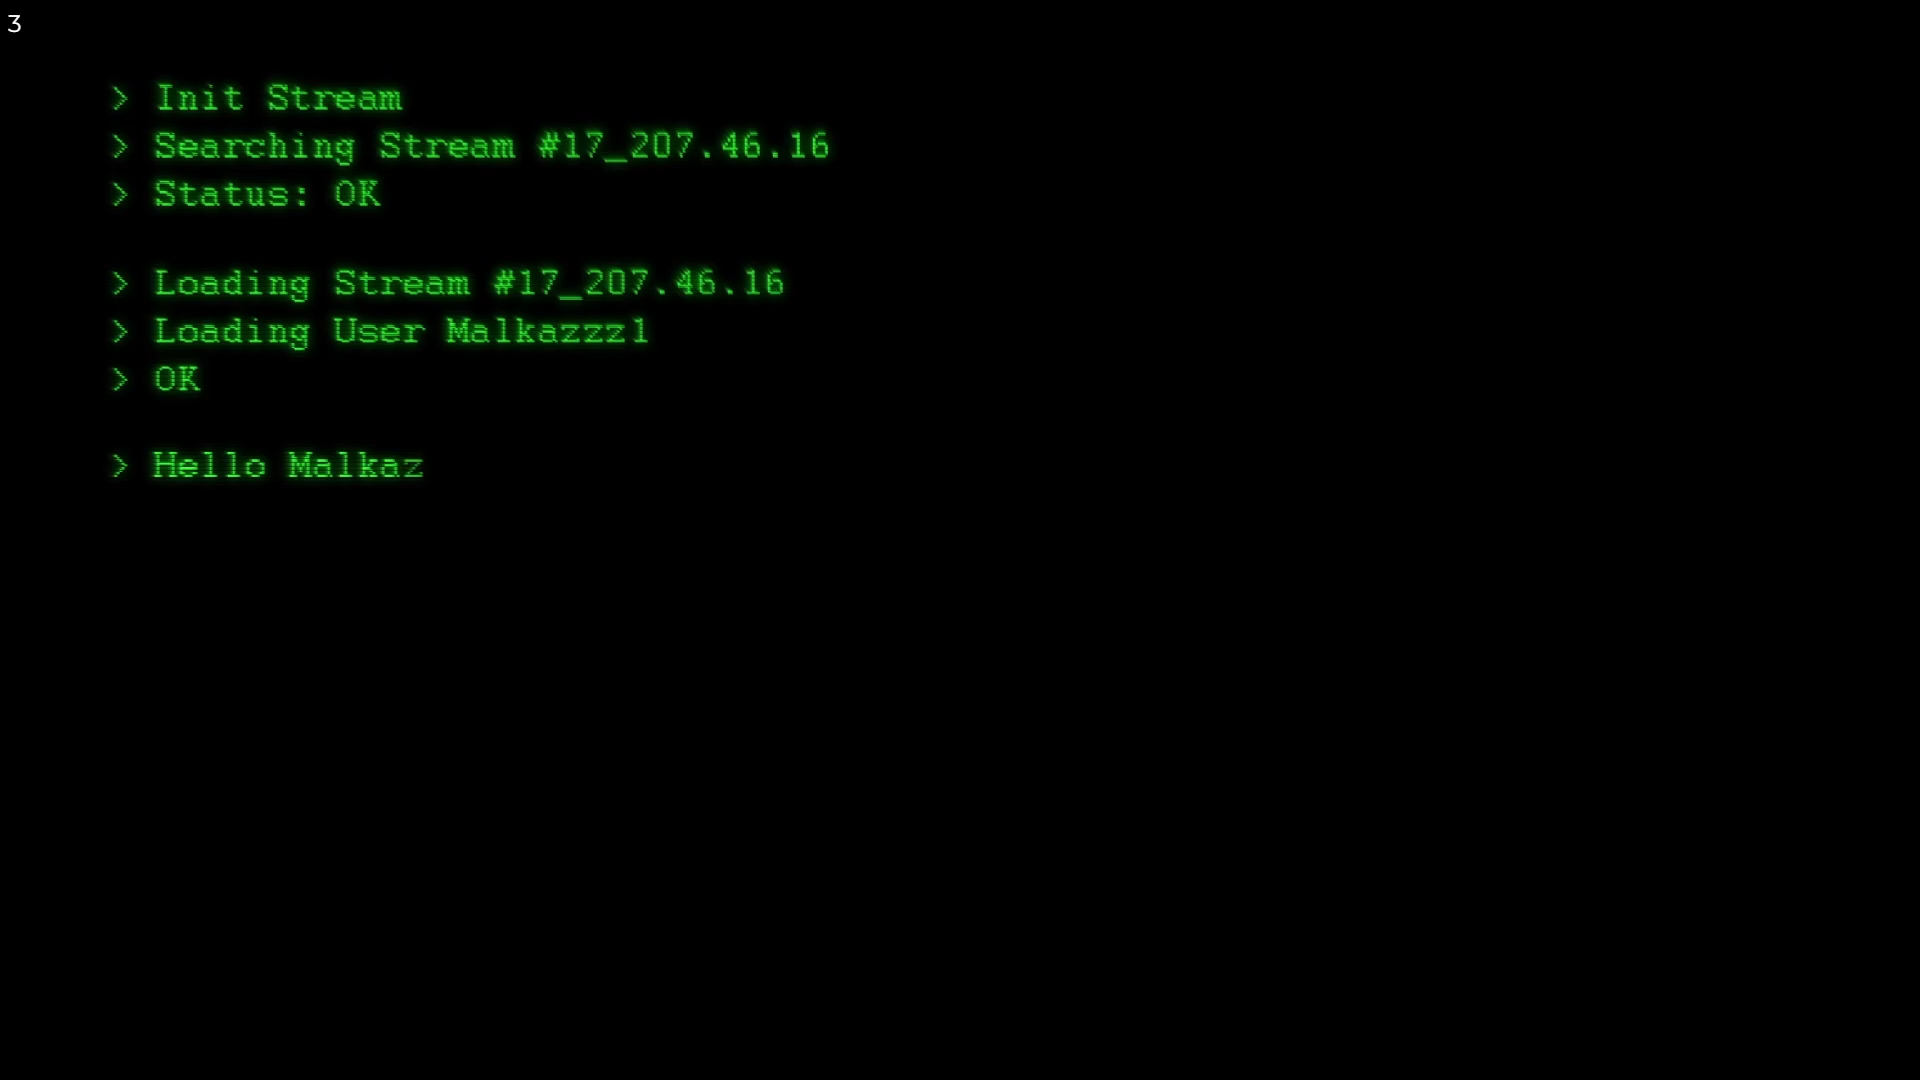 3
> Init Stream
> Searching Stream #17_207.46.16
> Status: OK
> Loading Stream #17_207.46.16
> Loading User Malkazzz1
> OK
> Hello Malkaz